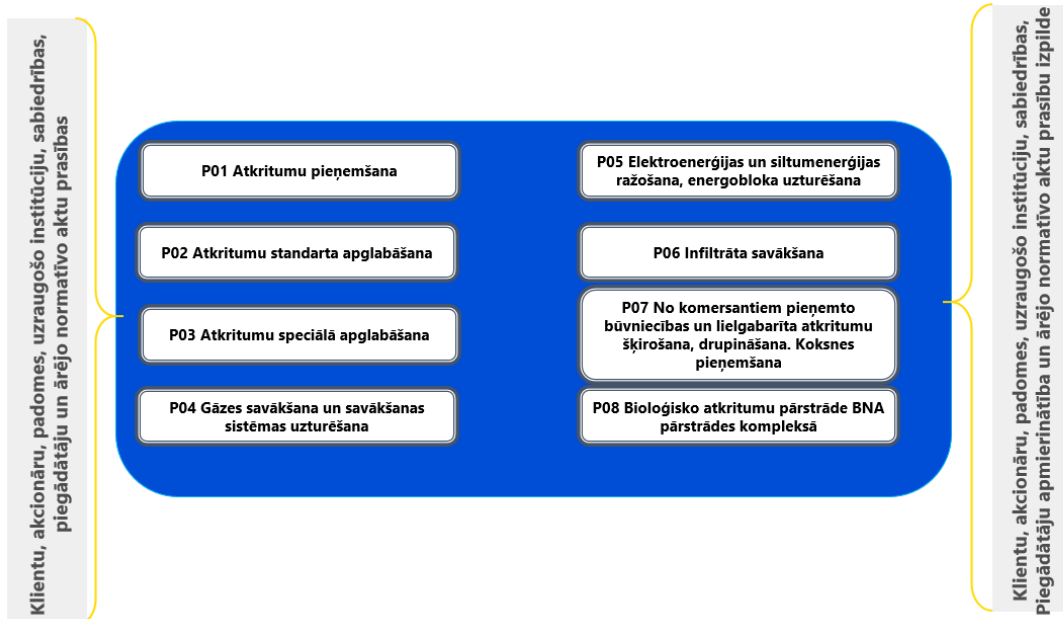 Klientu, akcionāru, padomes, uzraugošo institūciju, sabiedrības,
piegādātāju un ārējo normatīvo aktu prasības
P01 Atkritumu pieņemšana
P02 Atkritumu standarta apglabāšana
P03 Atkritumu speciālā apglabāšana
P04 Gāzes savākšana un savākšanas
sistēmas uzturēšana
P05 Elektroenerģijas un siltumenerģijas
ražošana, energobloka uzturēšana
P06 Infiltrāta savākšana
P07 No komersantiem pieņemto
būvniecības un lielgabarīta atkritumu
šķirošana, drupināšana. Koksnes
pieņemšana
P08 Bioloģisko atkritumu pārstrāde BNA
pārstrādes kompleksā
Klientu, akcionāru, padomes, uzraugošo institūciju, sabiedrības,
Piegādātāju apmierinātība un ārējo normatīvo aktu prasību izpilde